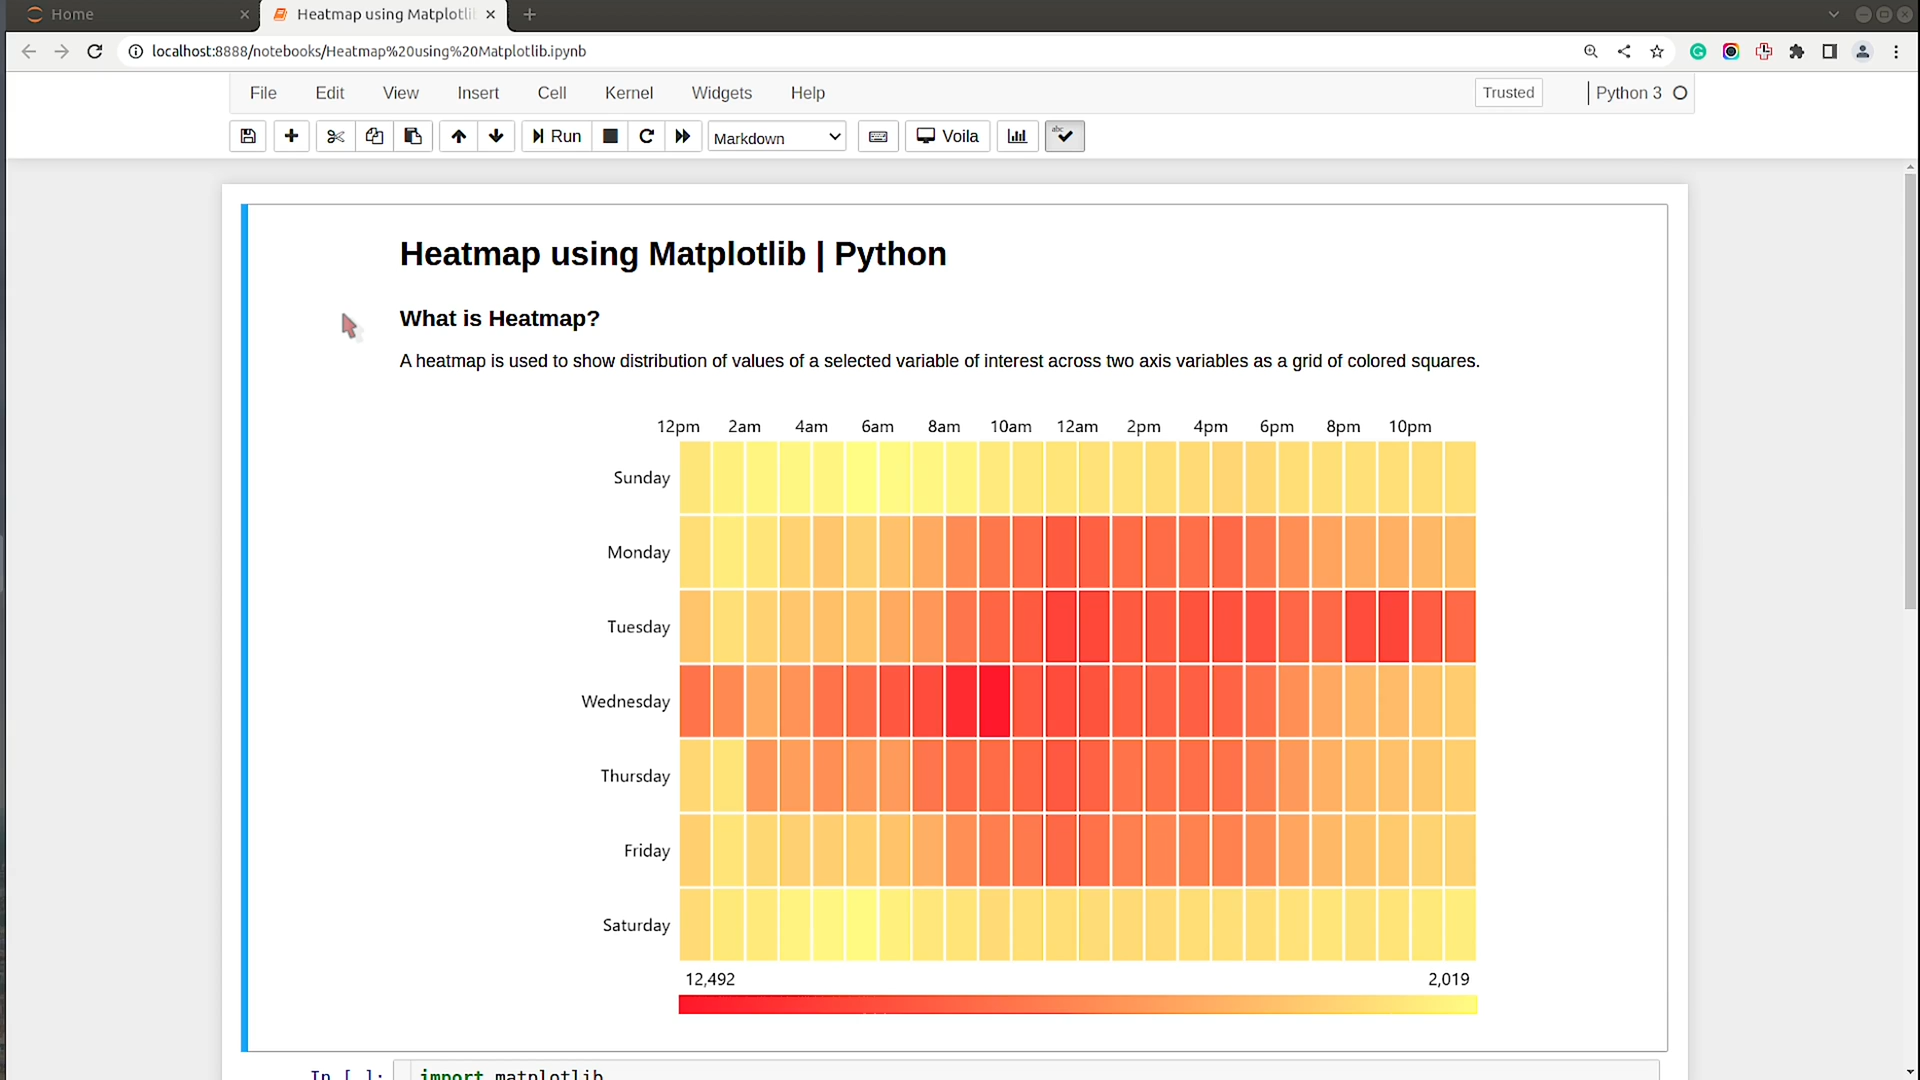 Home
Heatmap using Matplotli
localhost:8888/notebooks/Heatmap%20using%20Matplotlib.ipynb
File Edit View Insert Cell Kernel Widgets Help Trusted Python 3
Run Markdown Voila abc
Heatmap using Matplotlib | Python
What is Heatmap?
A heatmap is used to show distribution of values of a selected variable of interest across two axis variables as a grid of colored squares.
12pm 2am 4am 6am 8am 10am 12am 2pm 4pm 6pm 8pm 10pm
Sunday
Monday
Tuesday
Wednesday
Thursday
Friday
Saturday
12,492 2,019
In [ ]: import matplotlib